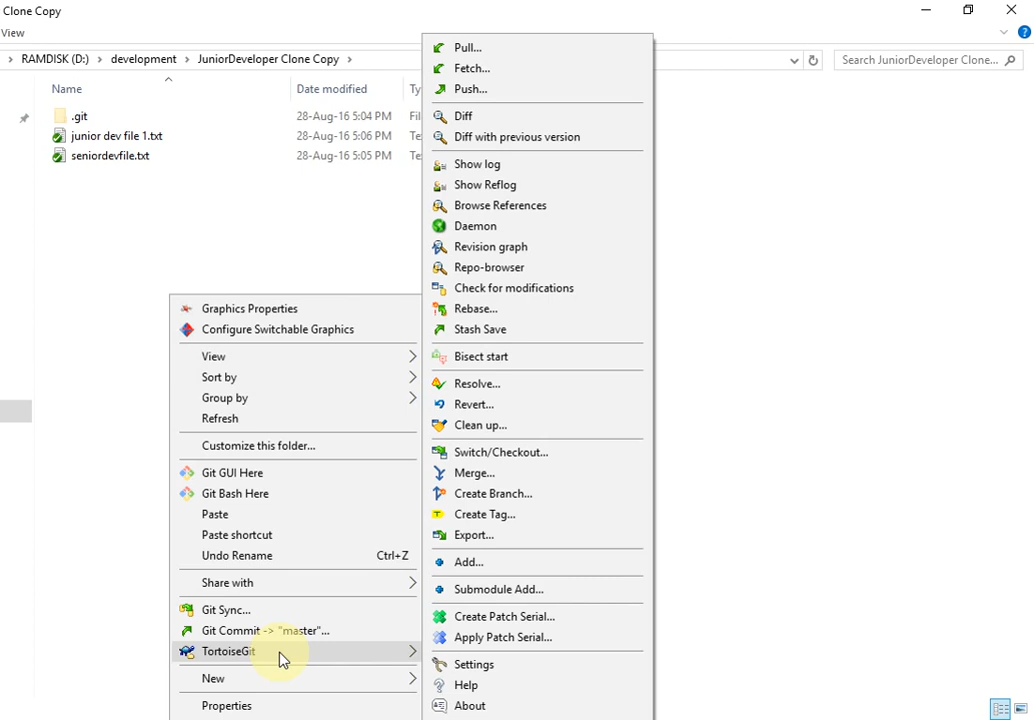 Clone Copy
View
RAMDISK (D:) development JuniorDeveloper Clone Copy
Search JuniorDeveloper Clone...
Name Date modified
.git 28-Aug-16 5:04 PM
junior dev file 1.txt 28-Aug-16 5:06 PM
seniordevfile.txt 28-Aug-16 5:05 PM
Graphics Properties
Configure Switchable Graphics
View
Sort by
Group by
Refresh
Customize this folder...
Git GUI Here
Git Bash Here
Paste
Paste shortcut
Undo Rename Ctrl+Z
Share with
Git Sync...
Git Commit -> "master"...
TortoiseGit
New
Properties
Pull...
Fetch...
Push...
Diff
Diff with previous version
Show log
Show Reflog
Browse References
Daemon
Revision graph
Repo-browser
Check for modifications
Rebase...
Stash Save
Bisect start
Resolve...
Revert...
Clean up...
Switch/Checkout...
Merge...
Create Branch...
Create Tag...
Export...
Add...
Submodule Add...
Create Patch Serial...
Apply Patch Serial...
Settings
Help
About